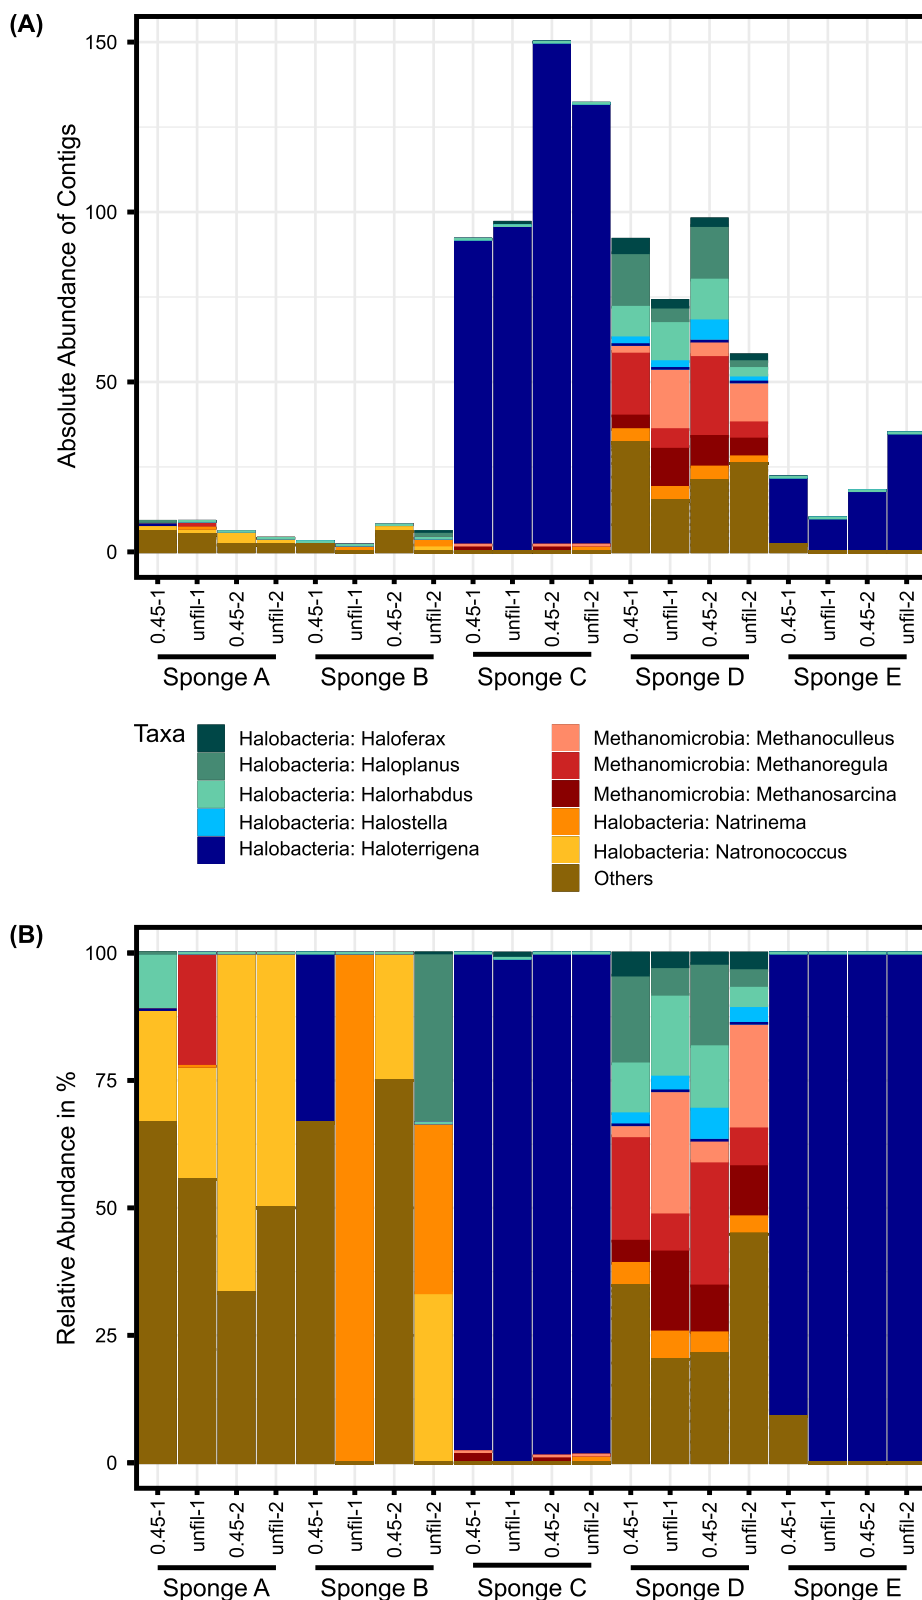 (A)
Absolute Abundance of Contigs
150
100
50
0
0.45-1 unfil-1 0.45-2 unfil-2 0.45-1 unfil-1 0.45-2 unfil-2 0.45-1 unfil-1 0.45-2 unfil-2 0.45-1 unfil-1 0.45-2 unfil-2 0.45-1 unfil-1 0.45-2 unfil-2
Sponge A Sponge B Sponge C Sponge D Sponge E
Taxa
Halobacteria: Haloferax
Halobacteria: Haloplanus
Halobacteria: Halorhabdus
Halobacteria: Halostella
Halobacteria: Haloterrigena
Methanomicrobia: Methanoculleus
Methanomicrobia: Methanoregula
Methanomicrobia: Methanosarcina
Halobacteria: Natrinema
Halobacteria: Natronococcus
Others
(B)
Relative Abundance in %
100
75
50
25
0
0.45-1 unfil-1 0.45-2 unfil-2 0.45-1 unfil-1 0.45-2 unfil-2 0.45-1 unfil-1 0.45-2 unfil-2 0.45-1 unfil-1 0.45-2 unfil-2 0.45-1 unfil-1 0.45-2 unfil-2
Sponge A Sponge B Sponge C Sponge D Sponge E